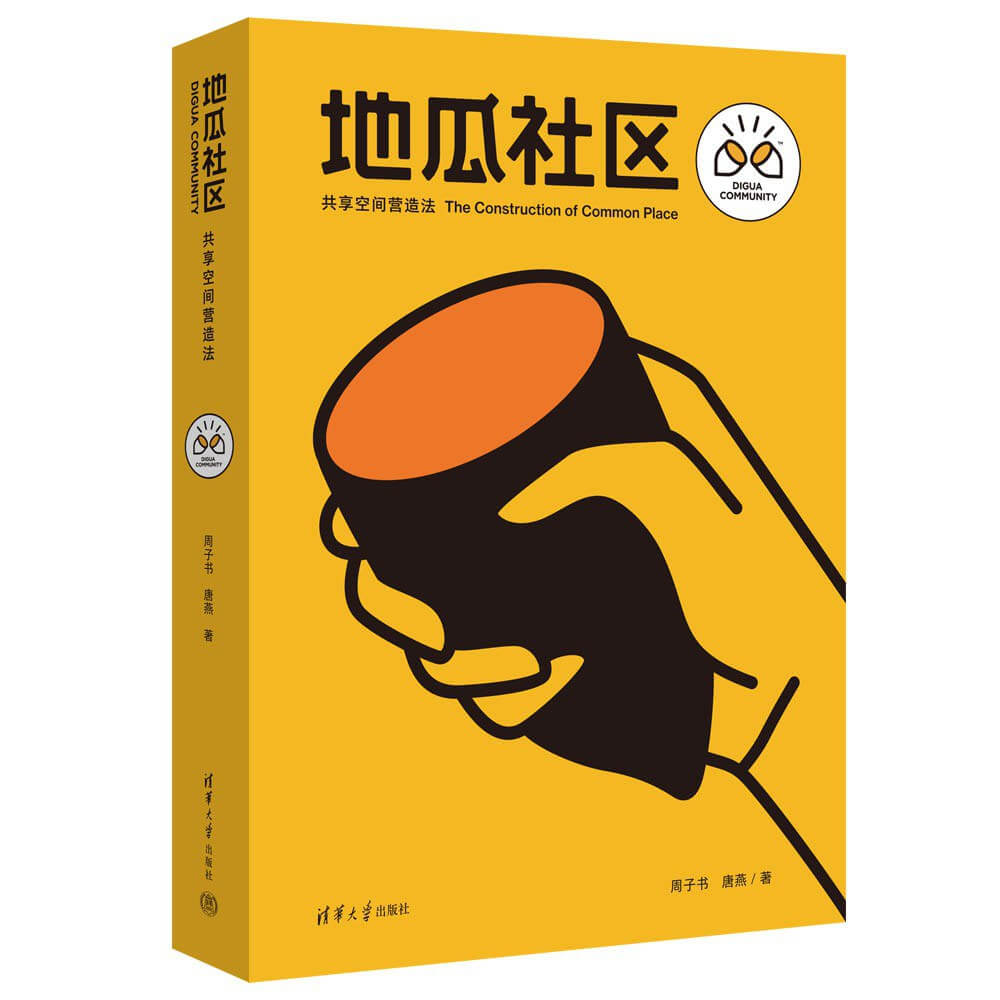 地瓜社区
DIGUA COMMUNITY
共享空间营造法
DIGUA
COMMUNITY
周子书 唐燕 著
清华大学出版社
地瓜社区
共享空间营造法 The Construction of Common Place
TM
DIGUA
COMMUNITY
周子书 唐燕 / 著
清华大学出版社